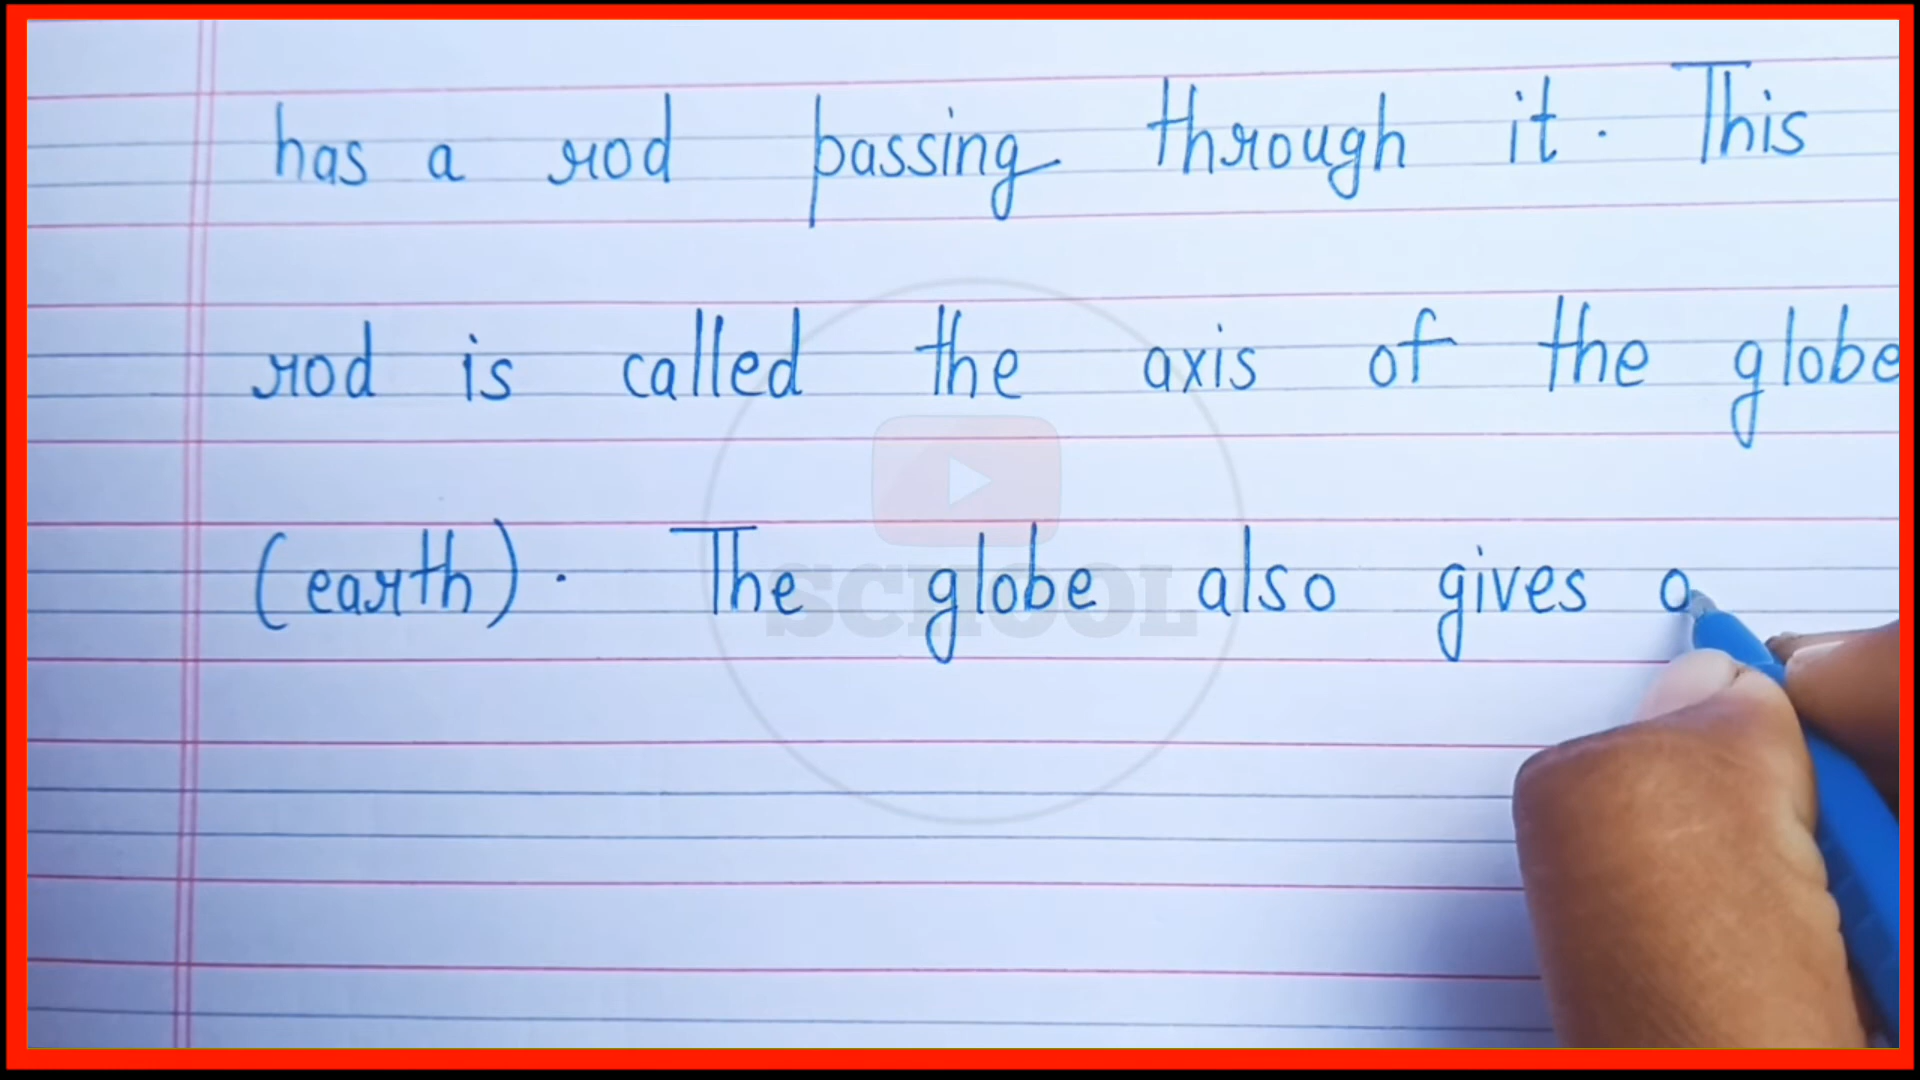 has a rod passing through it. This
rod is called the axis of the globe
(earth). The globe also gives
SCHOOL